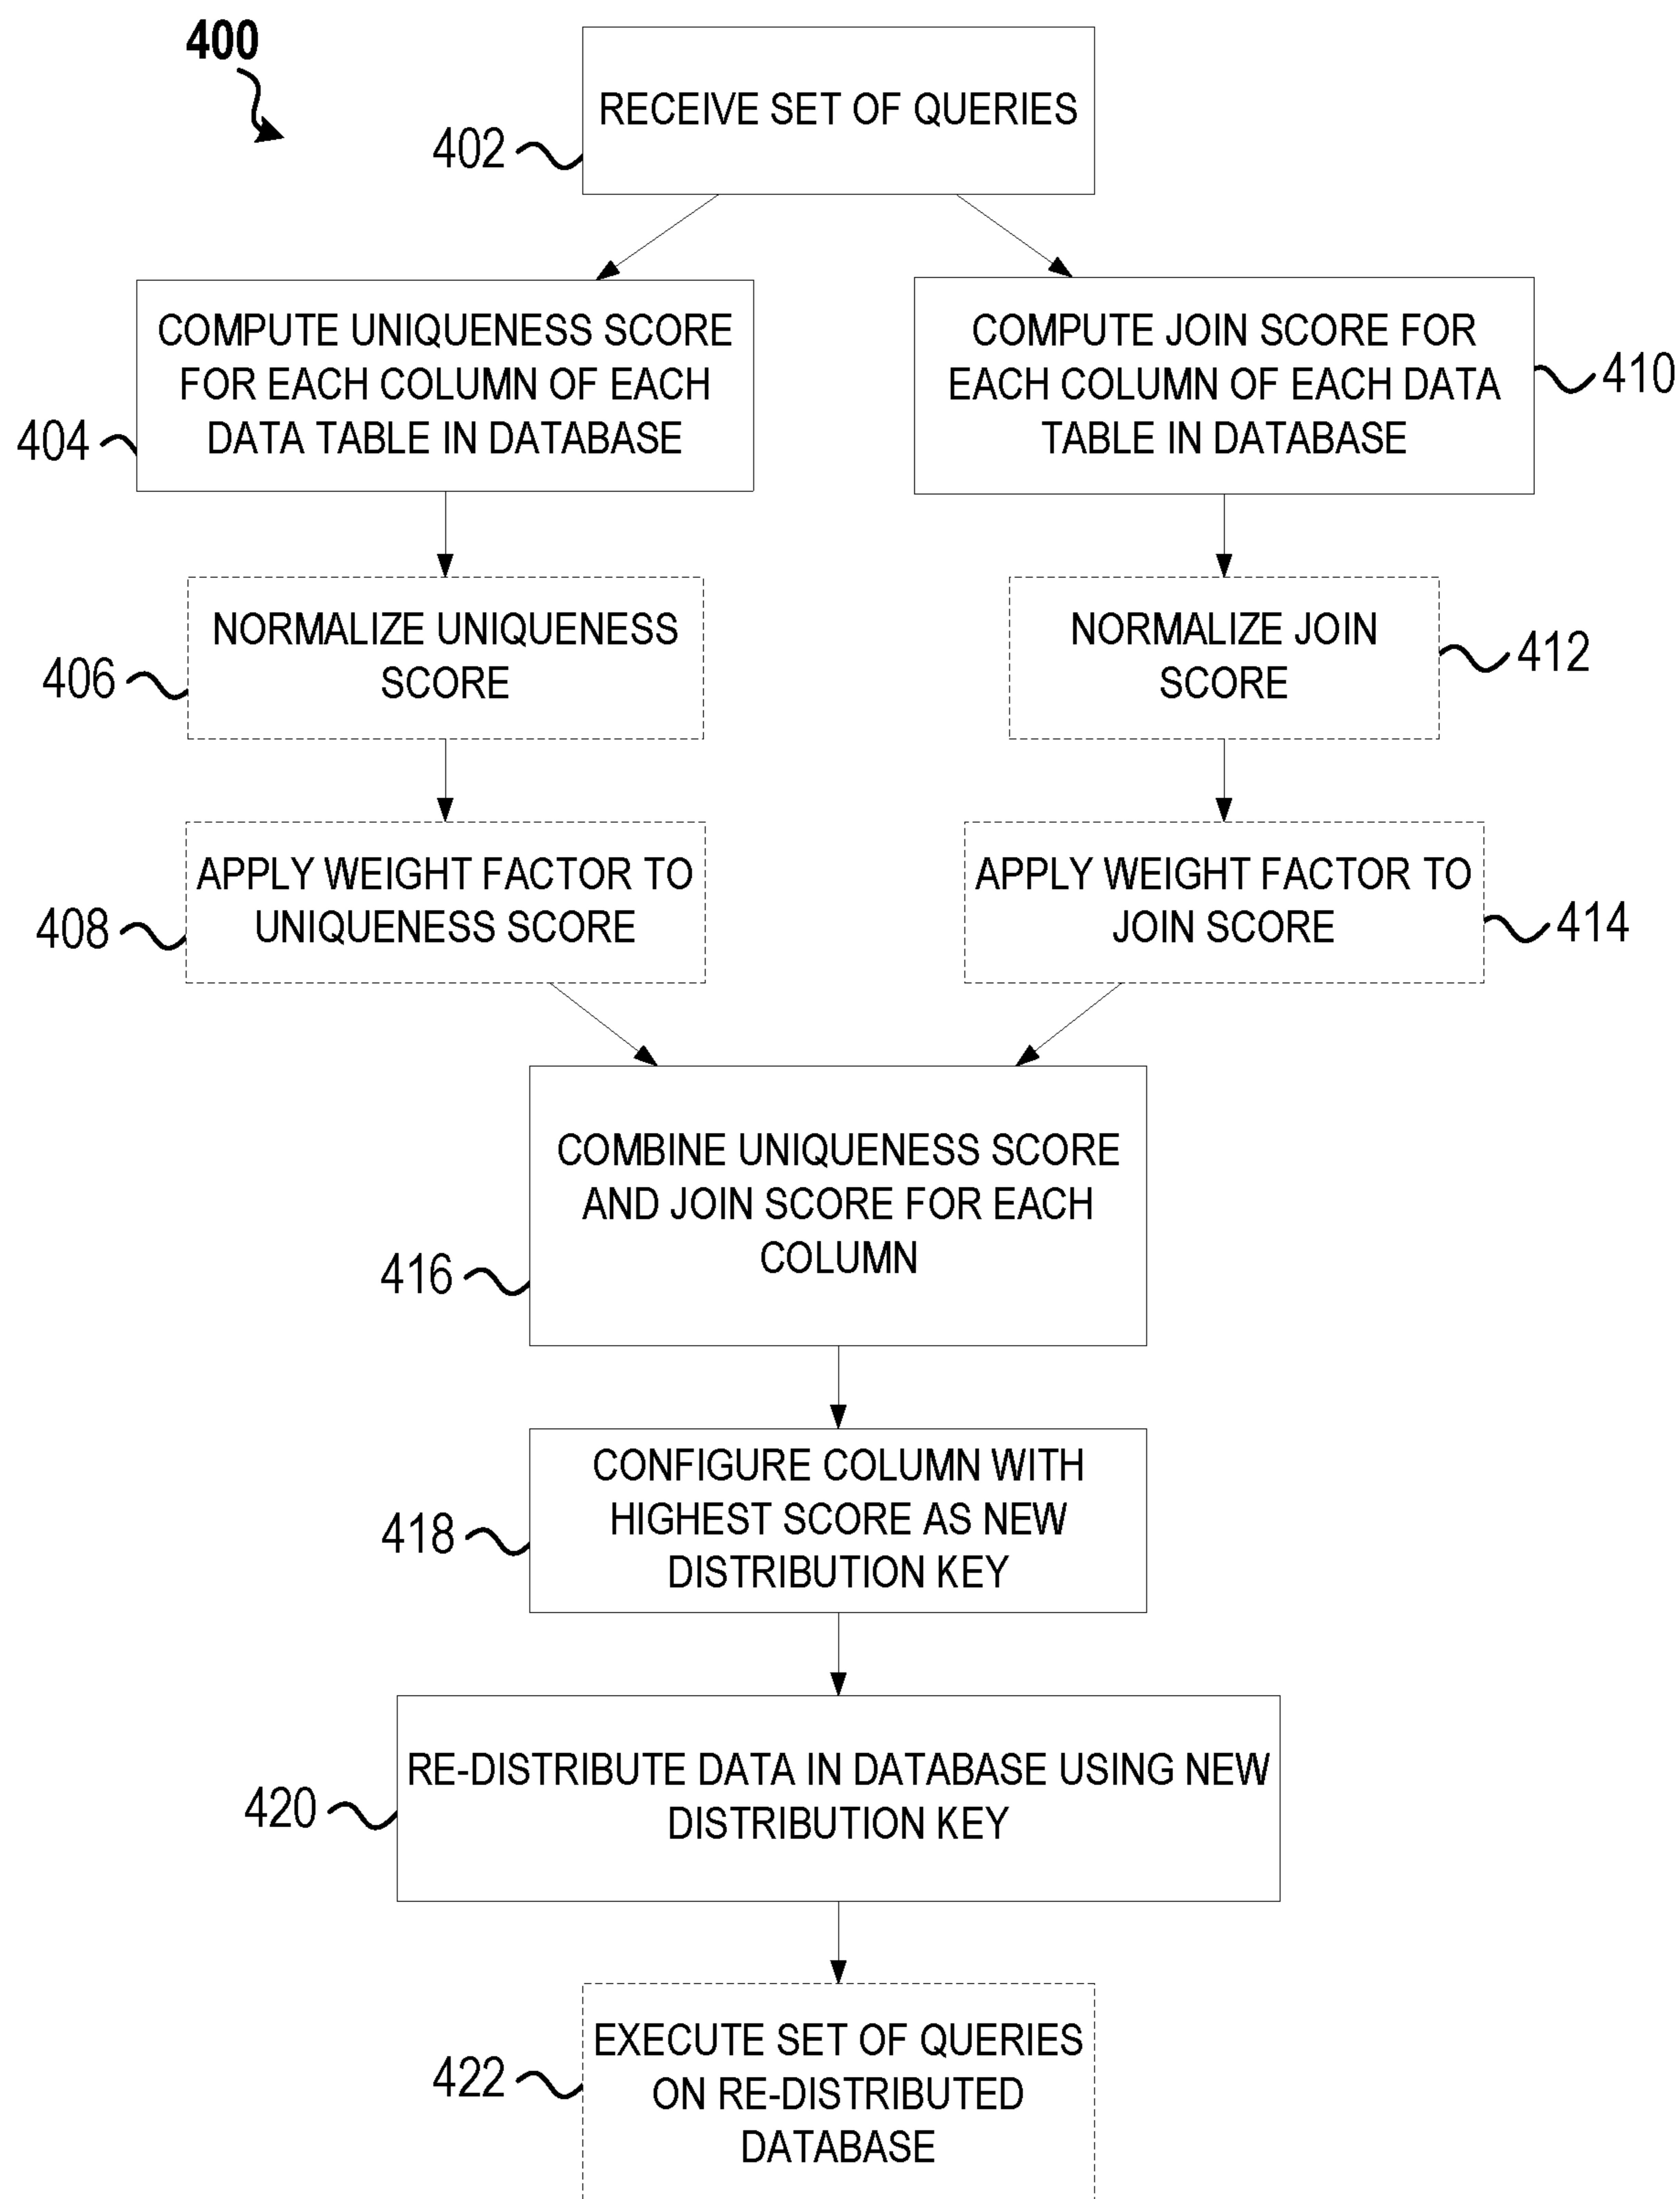 400
RECEIVE SET OF QUERIES
402
COMPUTE UNIQUENESS SCORE
FOR EACH COLUMN OF EACH
DATA TABLE IN DATABASE
404
COMPUTE JOIN SCORE FOR
EACH COLUMN OF EACH DATA
TABLE IN DATABASE
410
NORMALIZE UNIQUENESS
SCORE
406
NORMALIZE JOIN
SCORE
412
APPLY WEIGHT FACTOR TO
UNIQUENESS SCORE
408
APPLY WEIGHT FACTOR TO
JOIN SCORE
414
COMBINE UNIQUENESS SCORE
AND JOIN SCORE FOR EACH
COLUMN
416
CONFIGURE COLUMN WITH
HIGHEST SCORE AS NEW
DISTRIBUTION KEY
418
RE-DISTRIBUTE DATA IN DATABASE USING NEW
DISTRIBUTION KEY
420
EXECUTE SET OF QUERIES
ON RE-DISTRIBUTED
DATABASE
422